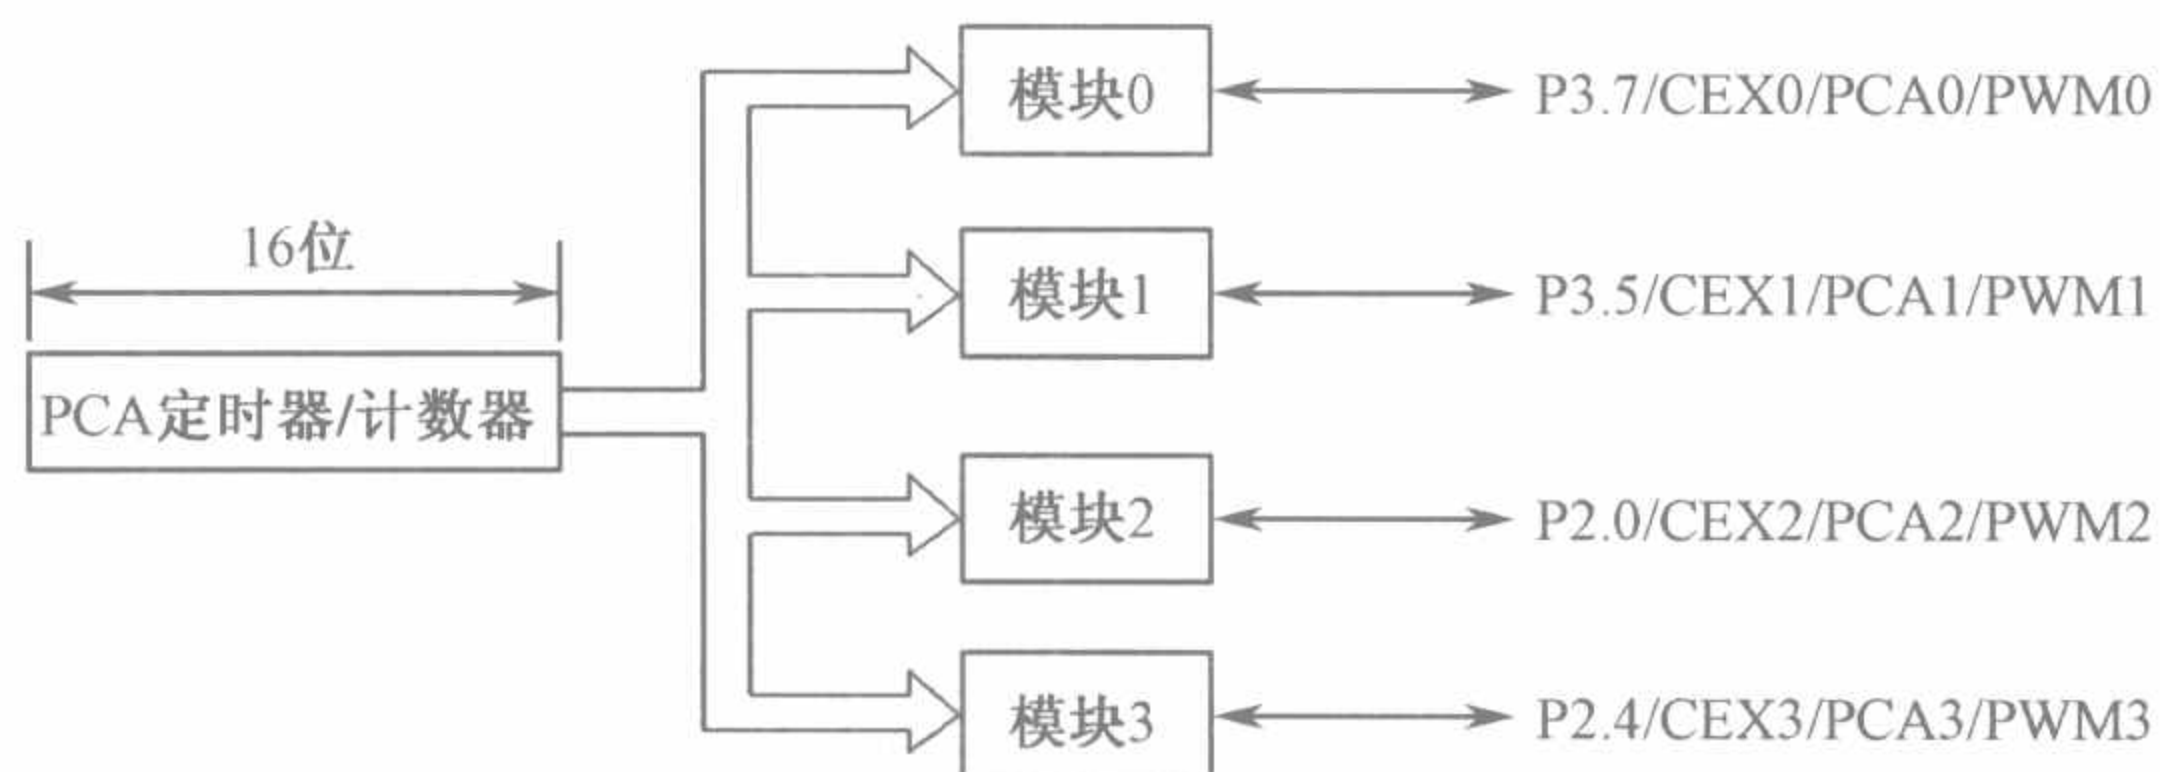 模块0
P3.7/CEX0/PCA0/PWM0
16位
模块1
P3.5/CEX1/PCA1/PWM1
PCA定时器/计数器
模块2
P2.0/CEX2/PCA2/PWM2
模块3
P2.4/CEX3/PCA3/PWM3